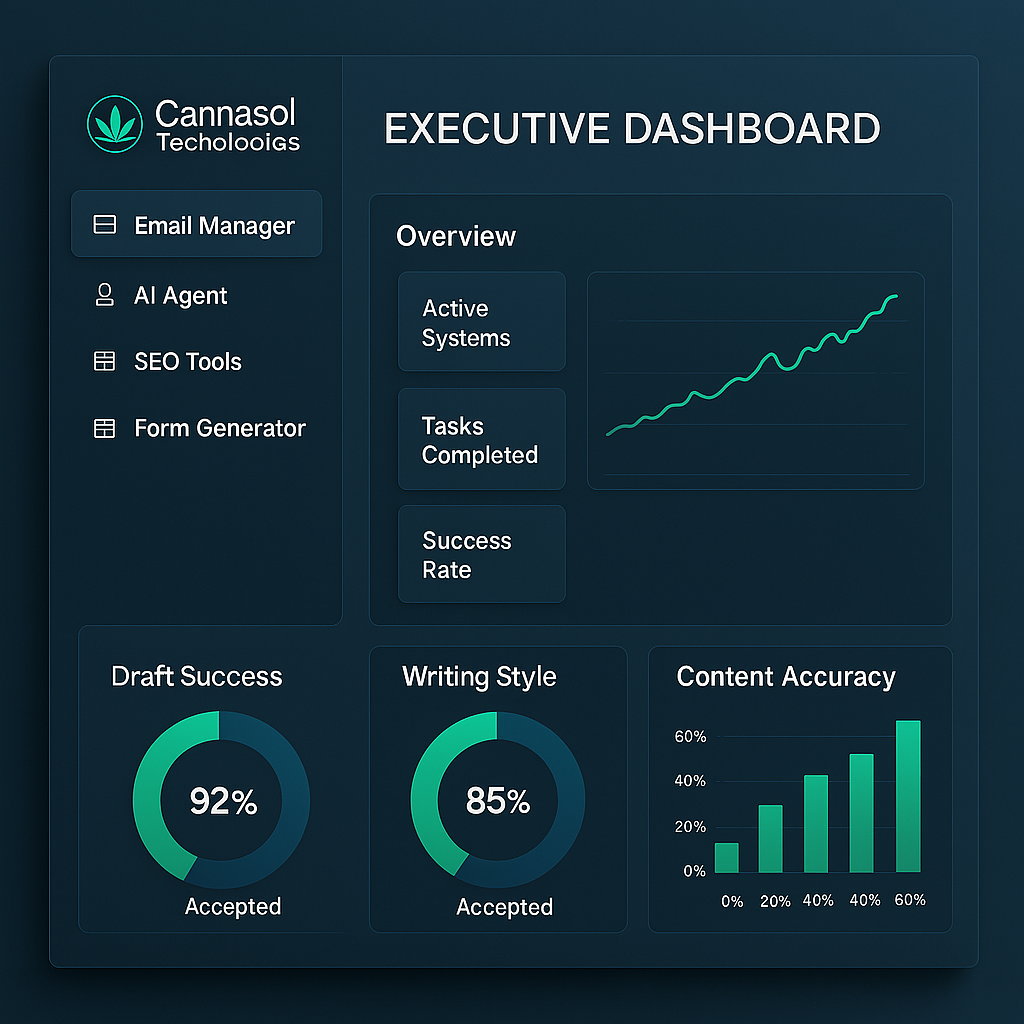 Cannasol
Techolooigs
EXECUTIVE DASHBOARD
Email Manager
AI Agent
SEO Tools
Form Generator
Overview
Active
Systems
Tasks
Completed
Success
Rate
Draft Success
92%
Accepted
Writing Style
85%
Accepted
Content Accuracy
60%
40%
20%
0%
0% 20% 40% 40% 60%